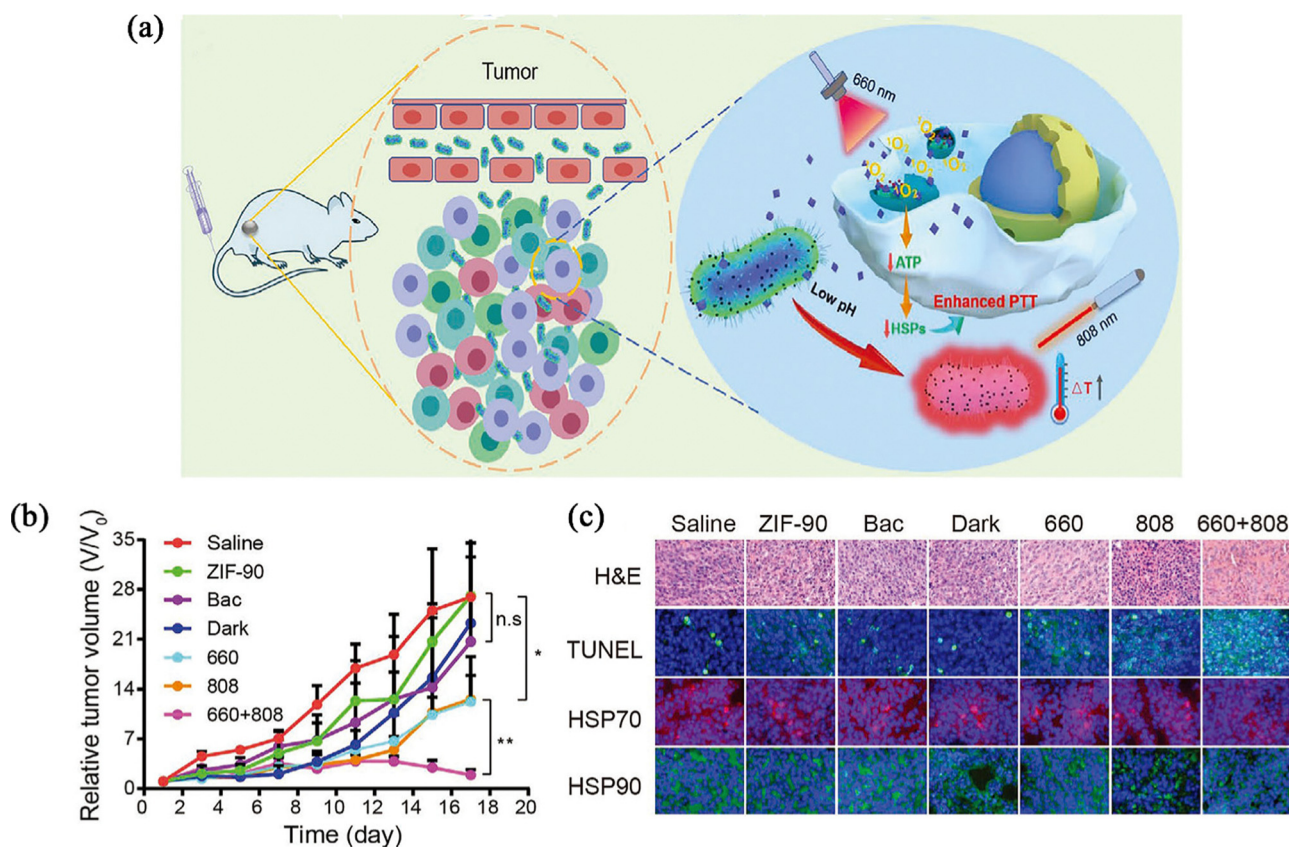 (a)
Tumor
660 nm
¹O₂
¹O₂
¹O₂
¹O₂
¹O₂
¹O₂
ATP
Low pH
Enhanced PTT
HSPs
808 nm
ΔT
(b)
Relative tumor volume (V/V₀)
35
28
21
14
7
0
Saline
ZIF-90
Bac
Dark
660
808
660+808
n.s
*
**
0 2 4 6 8 10 12 14 16 18 20
Time (day)
(c)
Saline ZIF-90 Bac Dark 660 808 660+808
H&E
TUNEL
HSP70
HSP90